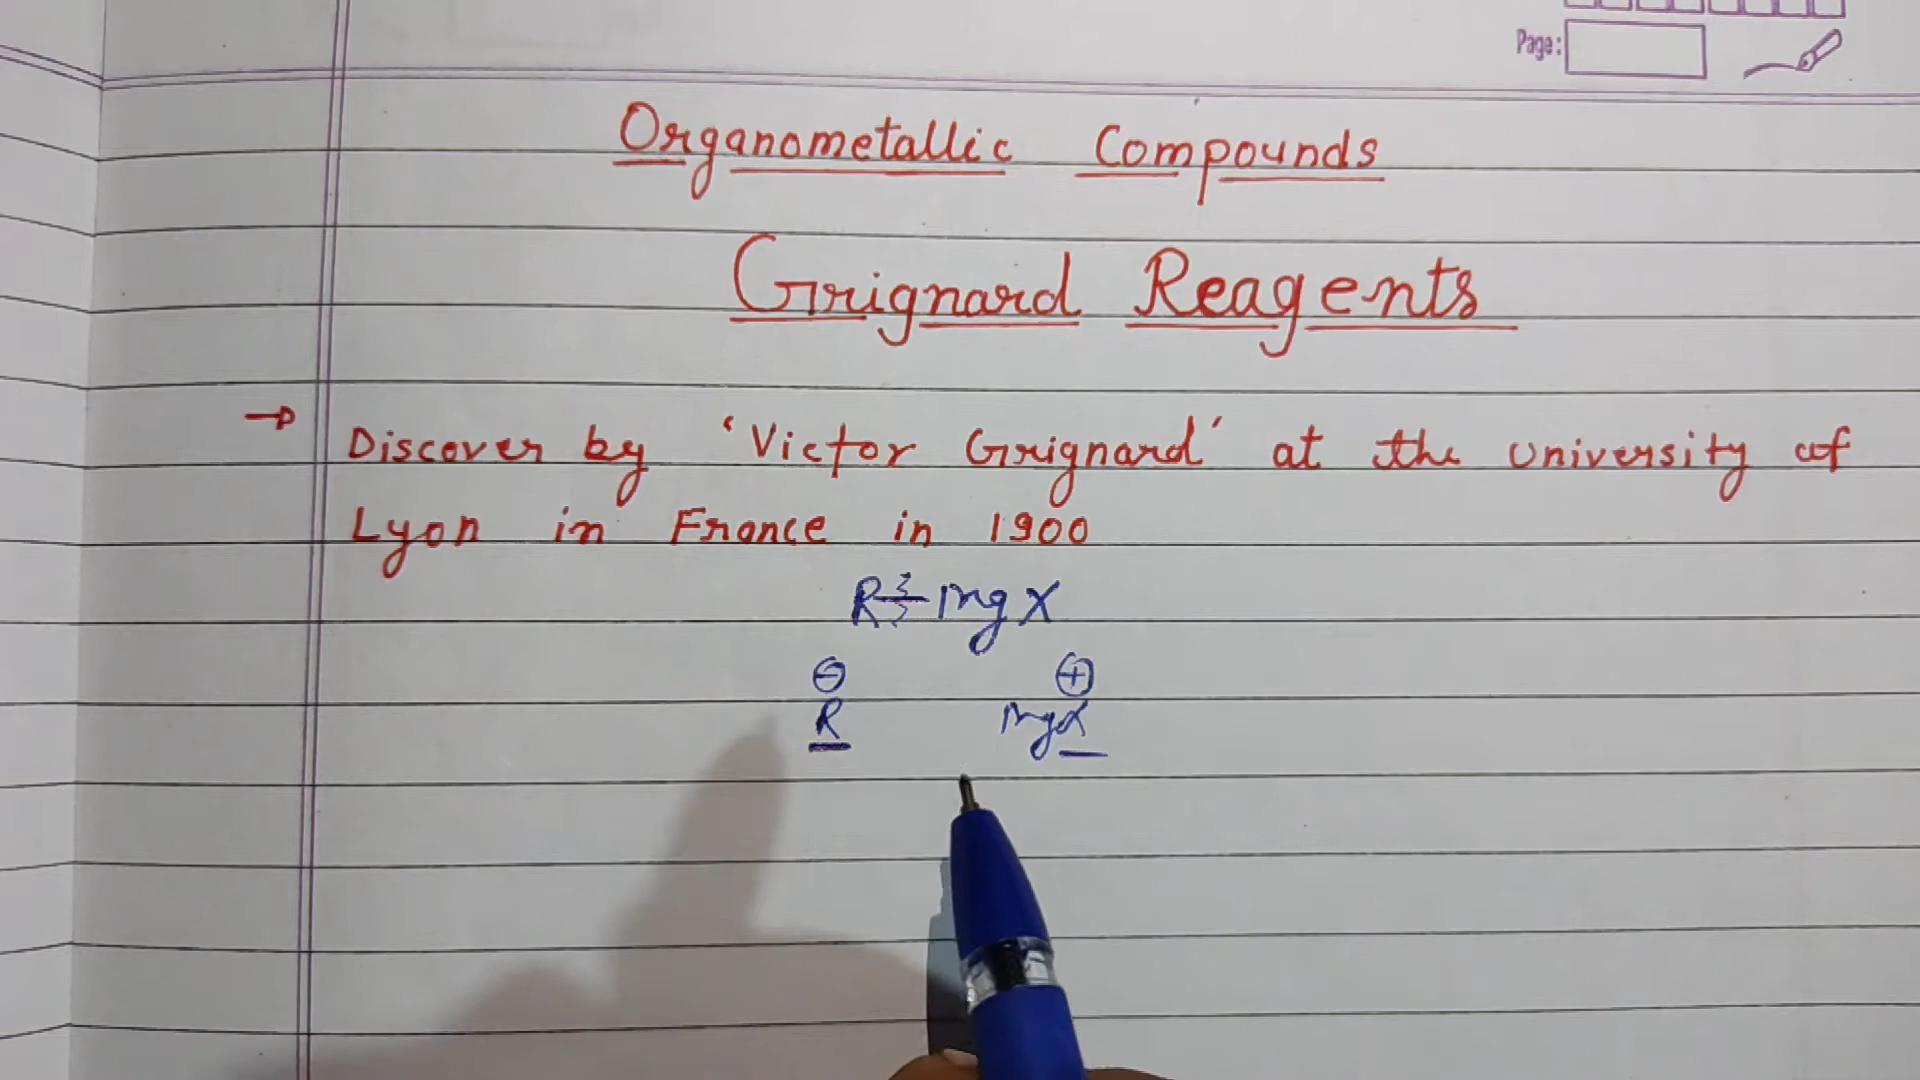 Page:
Organometallic Compounds
Grignard Reagents
→ Discover by 'Victor Grignard' at the university of
Lyon in France in 1900
R-MgX
⊖ ⊕
R MgX